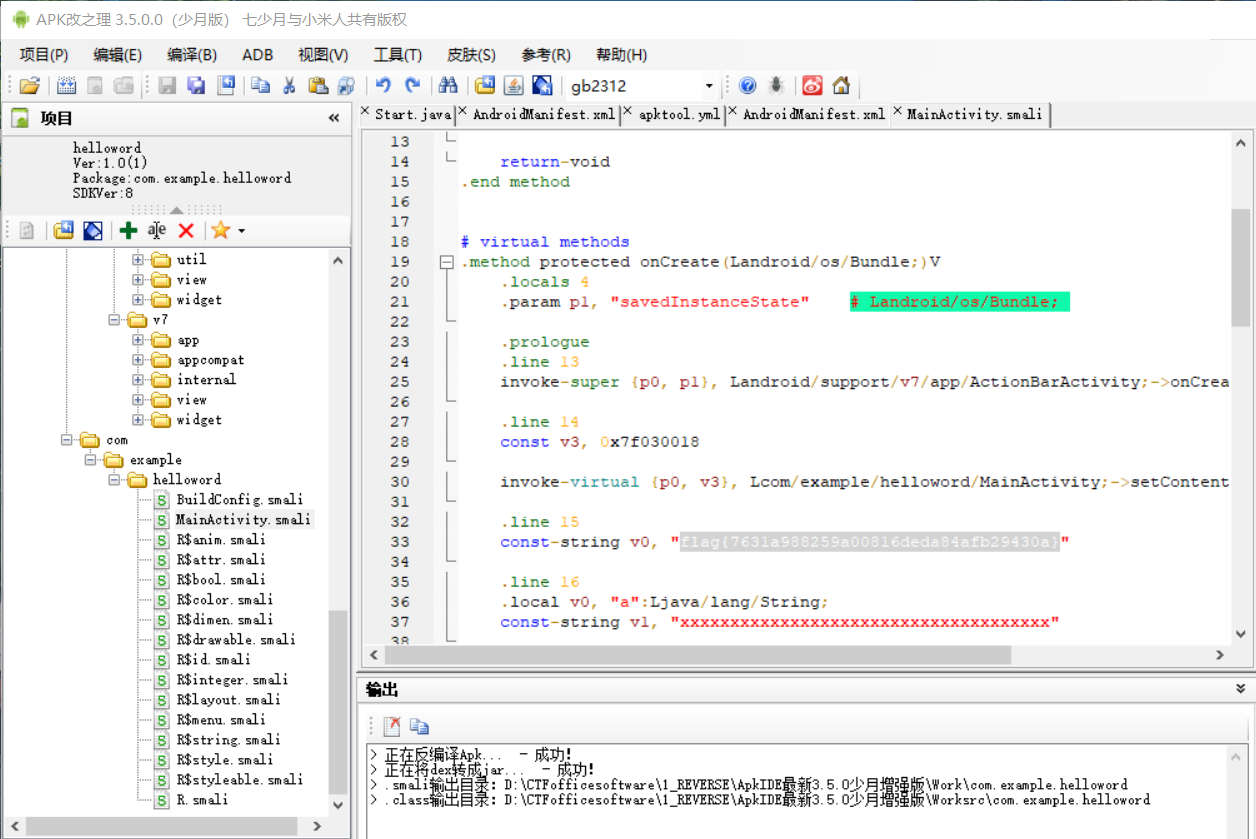 APK改之理 3.5.0.0（少月版） 七少月与小米人共有版权
项目(P) 编辑(E) 编译(B) ADB 视图(V) 工具(T) 皮肤(S) 参考(R) 帮助(H)
gb2312
项目 «
helloword
Ver:1.0(1)
Package:com.example.helloword
SDKVer:8
util
view
widget
v7
app
appcompat
internal
view
widget
com
example
helloword
BuildConfig.smali
MainActivity.smali
R$anim.smali
R$attr.smali
R$bool.smali
R$color.smali
R$dimen.smali
R$drawable.smali
R$id.smali
R$integer.smali
R$layout.smali
R$menu.smali
R$string.smali
R$style.smali
R$styleable.smali
R.smali
Start.java AndroidManifest.xml apktool.yml AndroidManifest.xml MainActivity.smali
13
14 return-void
15 .end method
16
17
18 # virtual methods
19 .method protected onCreate(Landroid/os/Bundle;)V
20 .locals 4
21 .param p1, "savedInstanceState" # Landroid/os/Bundle;
22
23 .prologue
24 .line 13
25 invoke-super {p0, p1}, Landroid/support/v7/app/ActionBarActivity;->onCrea
26
27 .line 14
28 const v3, 0x7f030018
29
30 invoke-virtual {p0, v3}, Lcom/example/helloword/MainActivity;->setContent
31
32 .line 15
33 const-string v0, "flag{7631a988259a00816deda84afb29430a}"
34
35 .line 16
36 .local v0, "a":Ljava/lang/String;
37 const-string v1, "xxxxxxxxxxxxxxxxxxxxxxxxxxxxxxxxxxxxx"
38
输出
> 正在反编译Apk... - 成功!
> 正在将dex转成jar... - 成功!
> .smali输出目录: D:\CTFofficesoftware\1_REVERSE\ApkIDE最新3.5.0少月增强版\Work\com.example.helloword
> .class输出目录: D:\CTFofficesoftware\1_REVERSE\ApkIDE最新3.5.0少月增强版\Worksrc\com.example.helloword